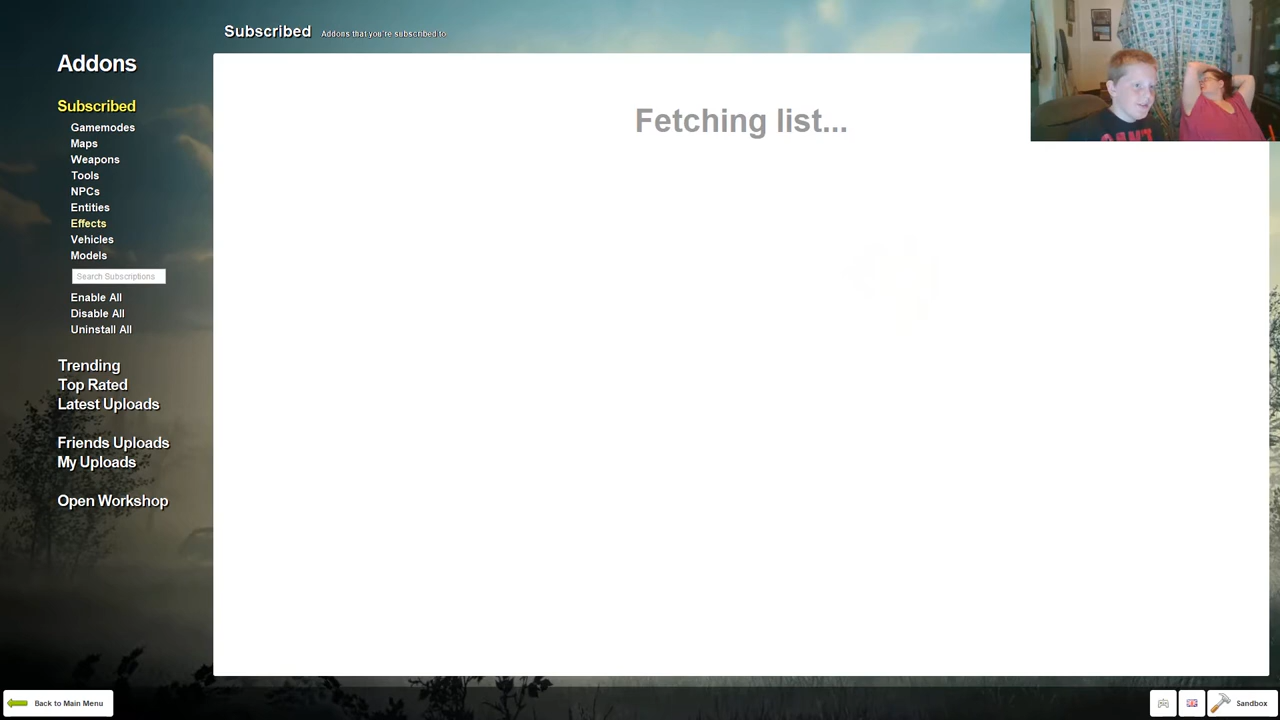 Subscribed Addons that you're subscribed to
Addons
Subscribed
Gamemodes
Maps
Weapons
Tools
NPCs
Entities
Effects
Vehicles
Models
Search Subscriptions
Enable All
Disable All
Uninstall All
Trending
Top Rated
Latest Uploads
Friends Uploads
My Uploads
Open Workshop
Fetching list...
CAN'T
Back to Main Menu
Sandbox